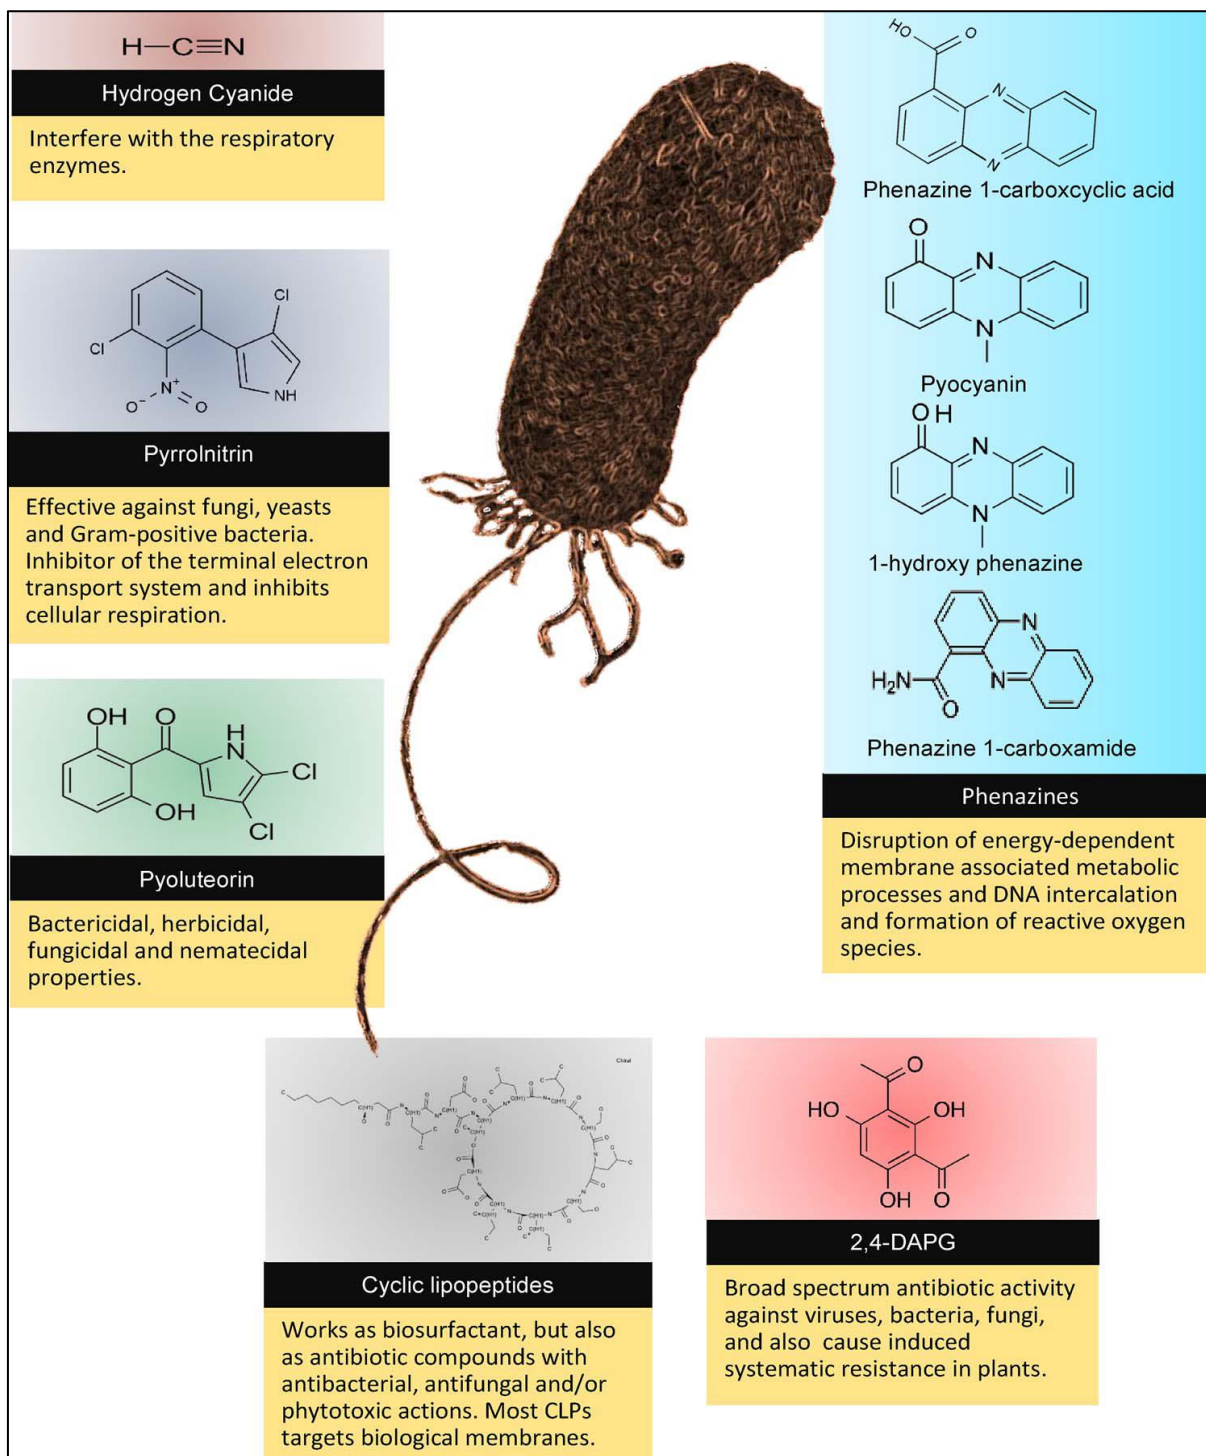 H–C≡N
Hydrogen Cyanide
Interfere with the respiratory
enzymes.
Cl
Cl
N⁺
O⁻
O
NH
Pyrrolnitrin
Effective against fungi, yeasts
and Gram-positive bacteria.
Inhibitor of the terminal electron
transport system and inhibits
cellular respiration.
OH
O
H
N
Cl
OH
Cl
Pyoluteorin
Bactericidal, herbicidal,
fungicidal and nematecidal
properties.
Chiral
Cyclic lipopeptides
Works as biosurfactant, but also
as antibiotic compounds with
antibacterial, antifungal and/or
phytotoxic actions. Most CLPs
targets biological membranes.
HO
O
N
N
Phenazine 1-carboxcyclic acid
O
N
N
Pyocyanin
OH
N
N
1-hydroxy phenazine
N
H₂N
N
O
Phenazine 1-carboxamide
Phenazines
Disruption of energy-dependent
membrane associated metabolic
processes and DNA intercalation
and formation of reactive oxygen
species.
O
HO
OH
OH
O
2,4-DAPG
Broad spectrum antibiotic activity
against viruses, bacteria, fungi,
and also cause induced
systematic resistance in plants.